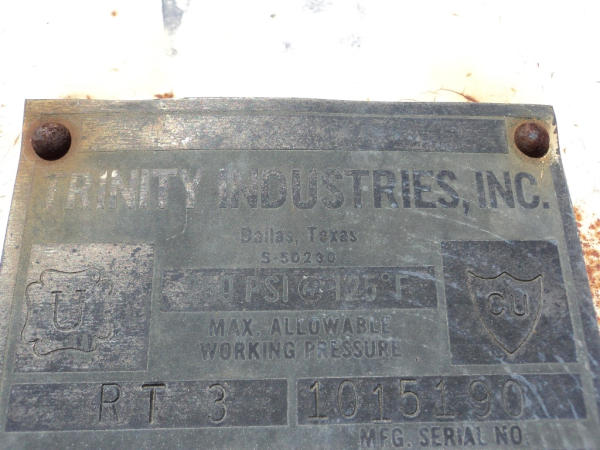 TRINITY INDUSTRIES, INC.
Dallas, Texas
S-50230
PSI @ 125°F
U
CU
MAX. ALLOWABLE
WORKING PRESSURE
RT 3
1015190
MFG. SERIAL NO.